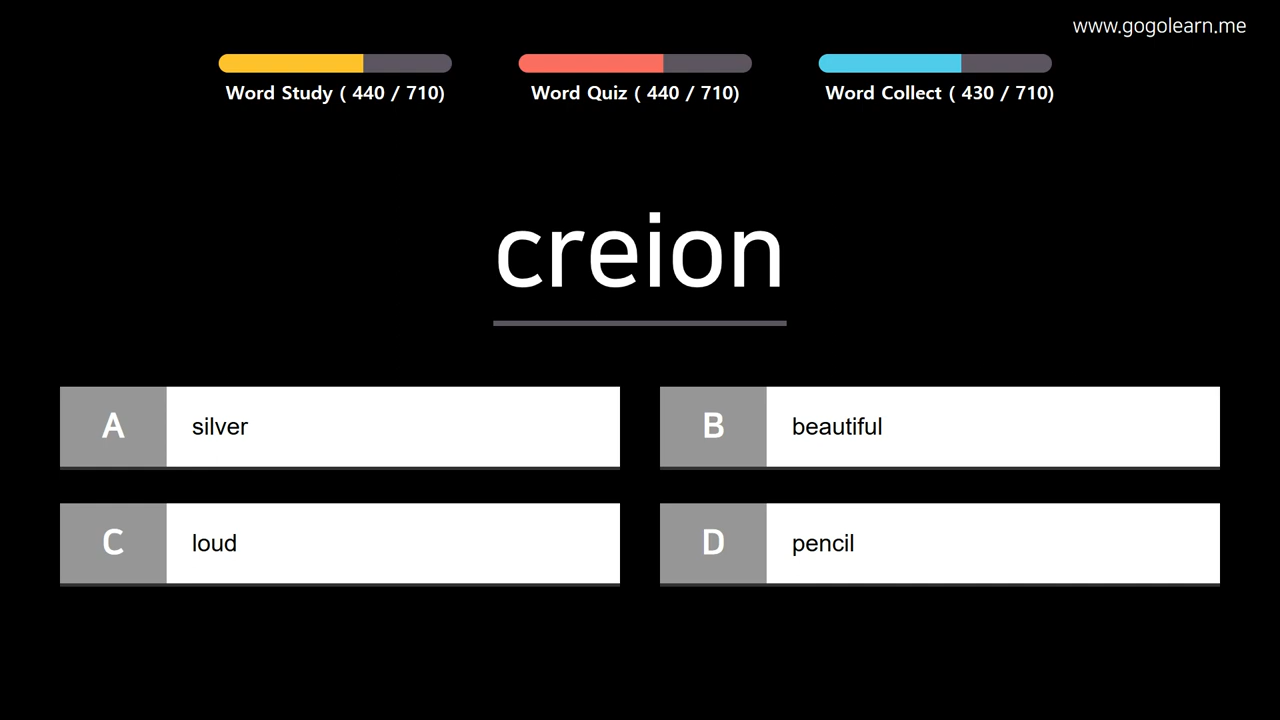 www.gogolearn.me
Word Study ( 440 / 710)
Word Quiz ( 440 / 710)
Word Collect ( 430 / 710)
creion
A silver
B beautiful
C loud
D pencil